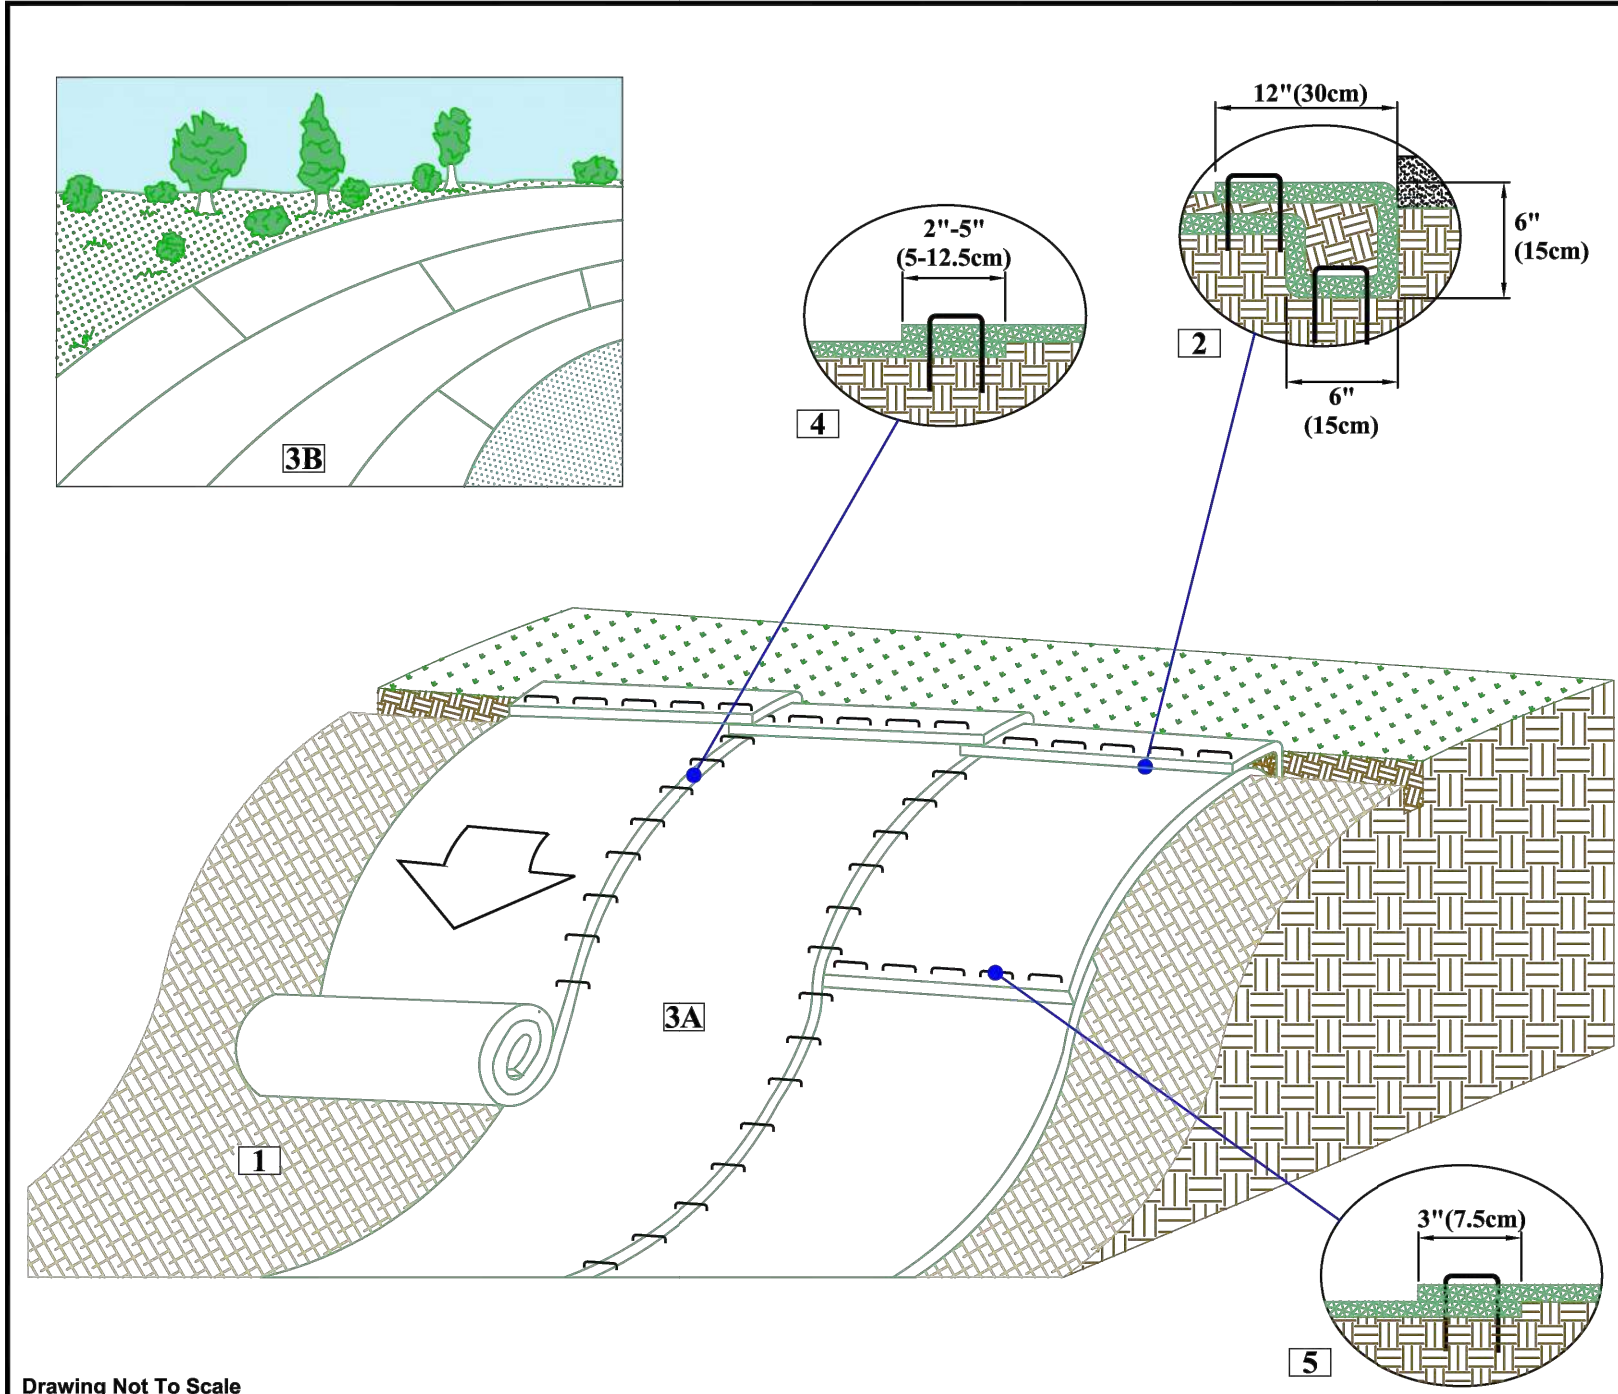 12"(30cm)
6"
(15cm)
2
6"
(15cm)
2"-5"
(5-12.5cm)
4
3B
3A
1
3"(7.5cm)
5
Drawing Not To Scale